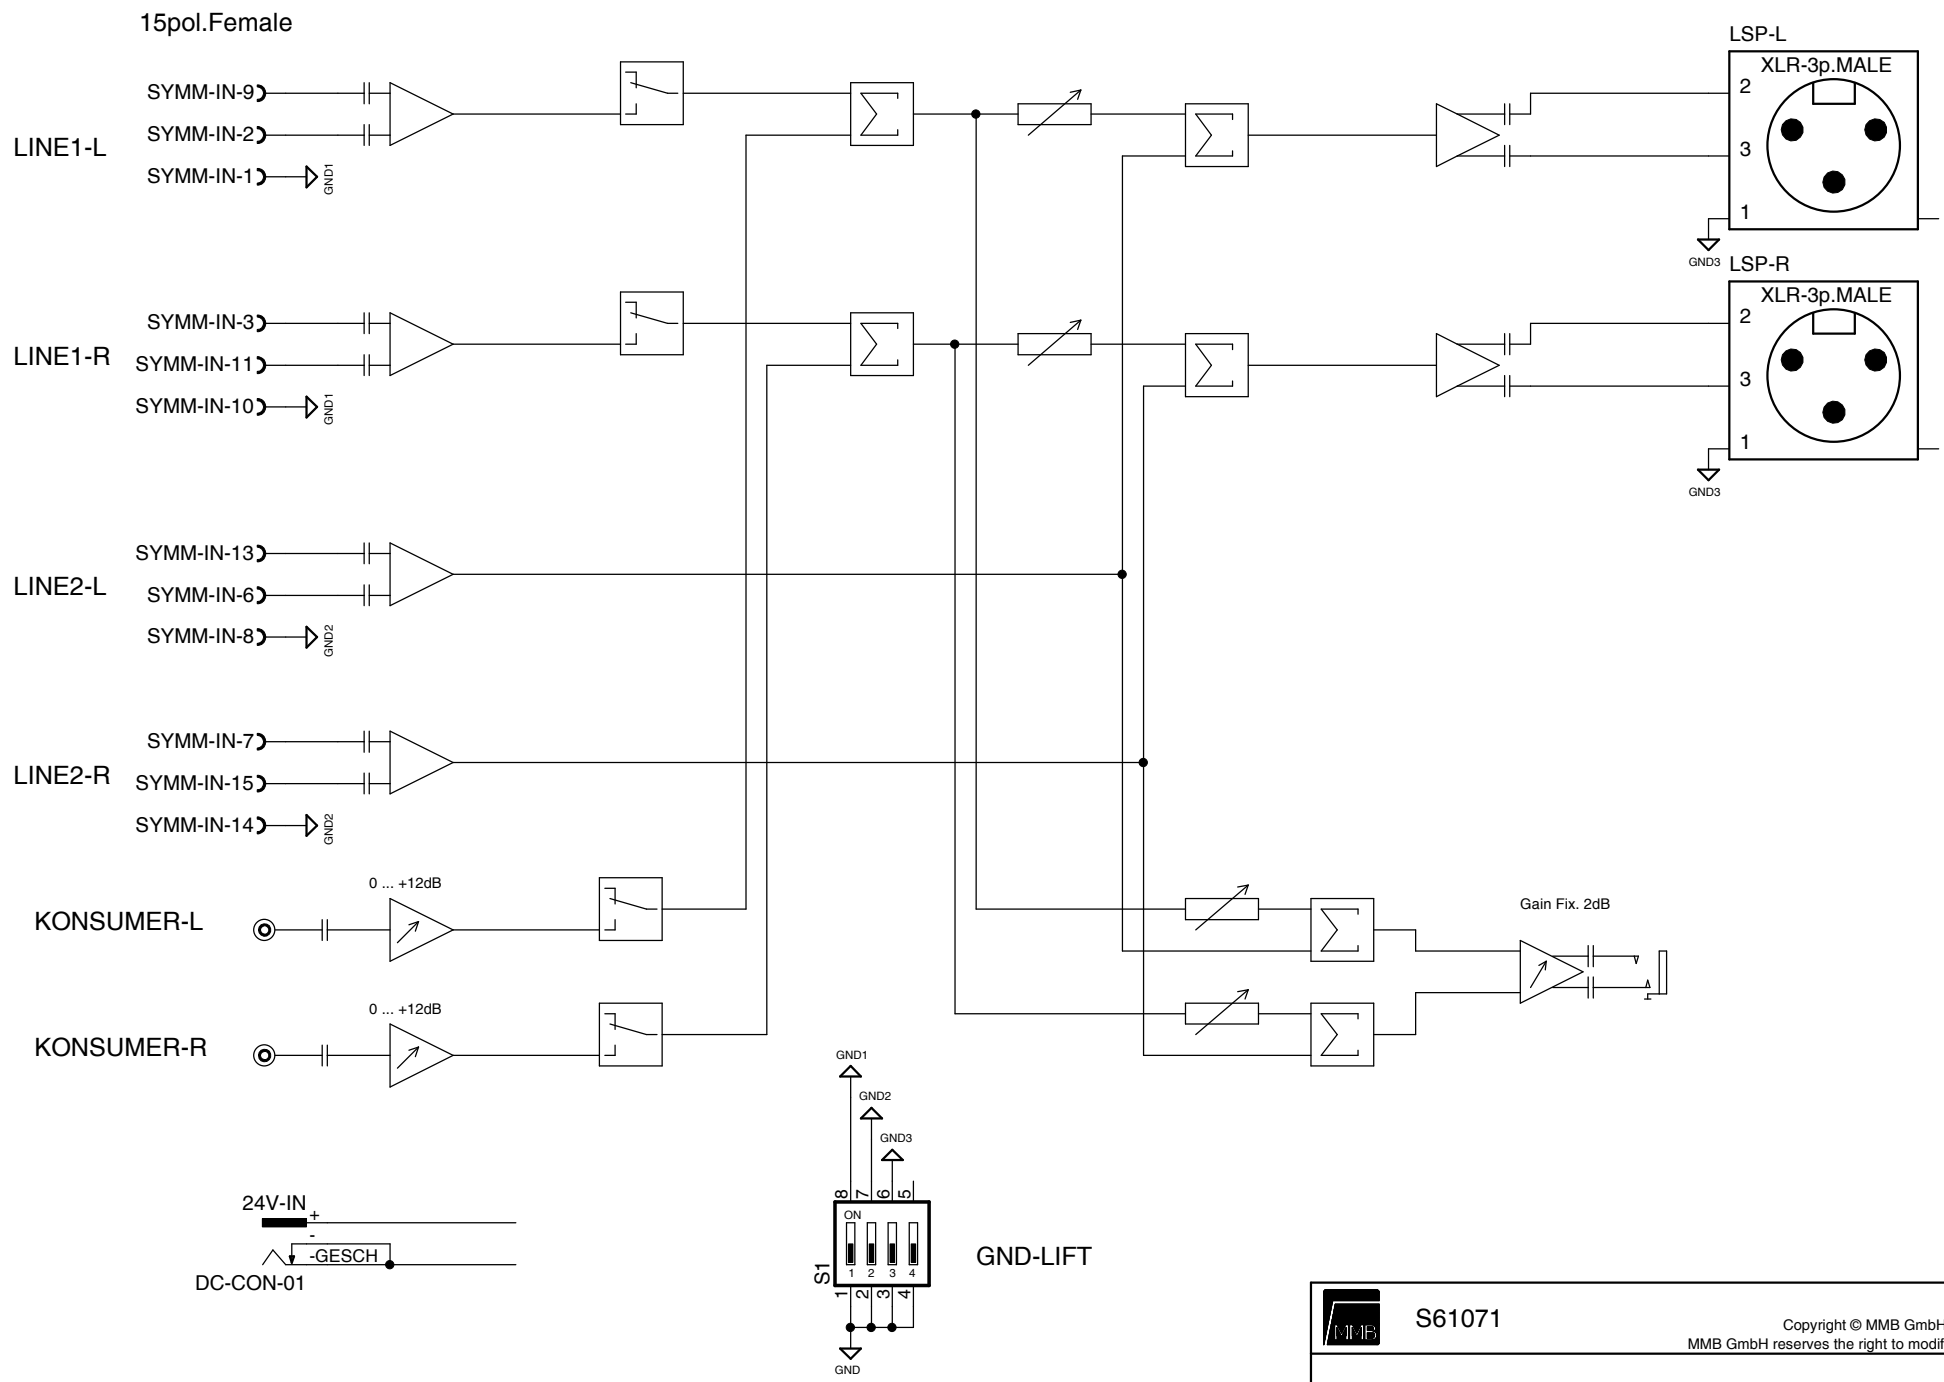 15pol.Female
LINE1-L
SYMM-IN-9
SYMM-IN-2
SYMM-IN-1
GND1
LINE1-R
SYMM-IN-3
SYMM-IN-11
SYMM-IN-10
GND1
LINE2-L
SYMM-IN-13
SYMM-IN-6
SYMM-IN-8
GND2
LINE2-R
SYMM-IN-7
SYMM-IN-15
SYMM-IN-14
GND2
KONSUMER-L
0 ... +12dB
KONSUMER-R
0 ... +12dB
LSP-L
XLR-3p.MALE
2
3
1
GND3
LSP-R
XLR-3p.MALE
2
3
1
GND3
Gain Fix. 2dB
24V-IN
+
-
-GESCH
DC-CON-01
GND1
GND2
GND3
8 7 6 5
ON
1 2 3 4
S1
1 2 3 4
GND
GND-LIFT
MMB
S61071
Copyright © MMB GmbH
MMB GmbH reserves the right to modif